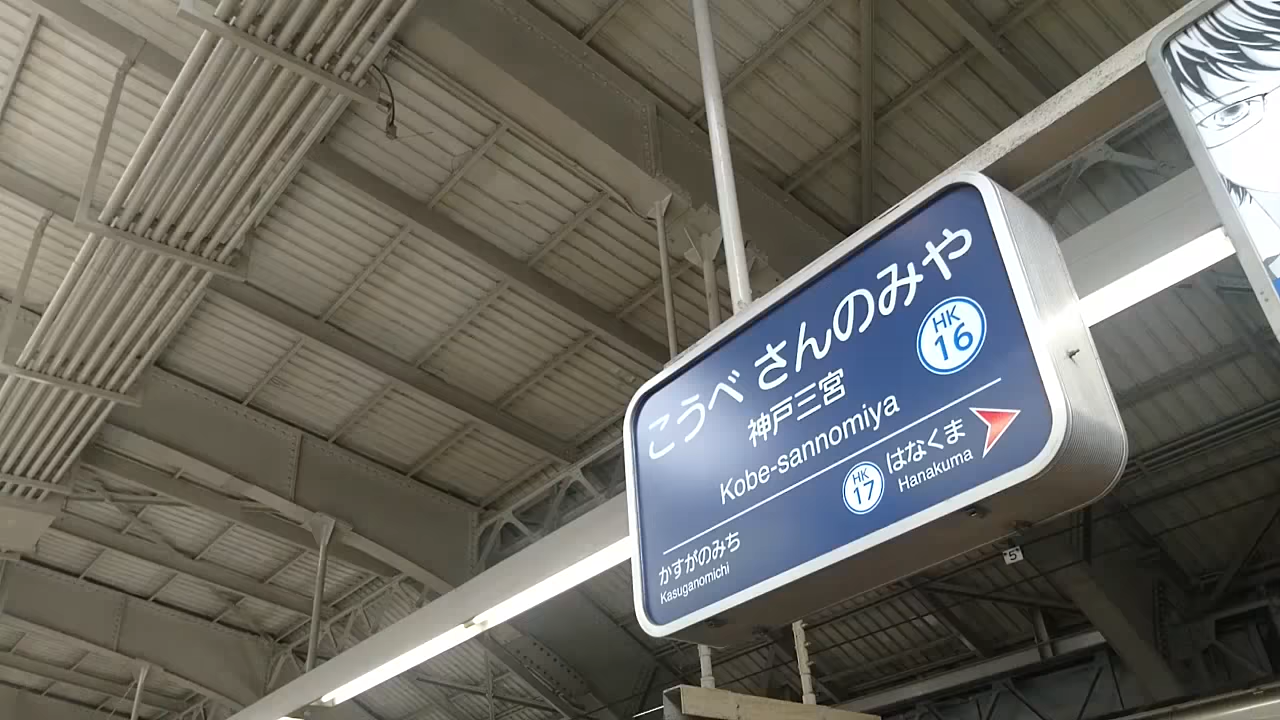 こうべ さんのみや
HK
16
神戸三宮
Kobe-sannomiya
HK
17
はなくま
Hanakuma
かすがのみち
Kasuganomichi
"5"